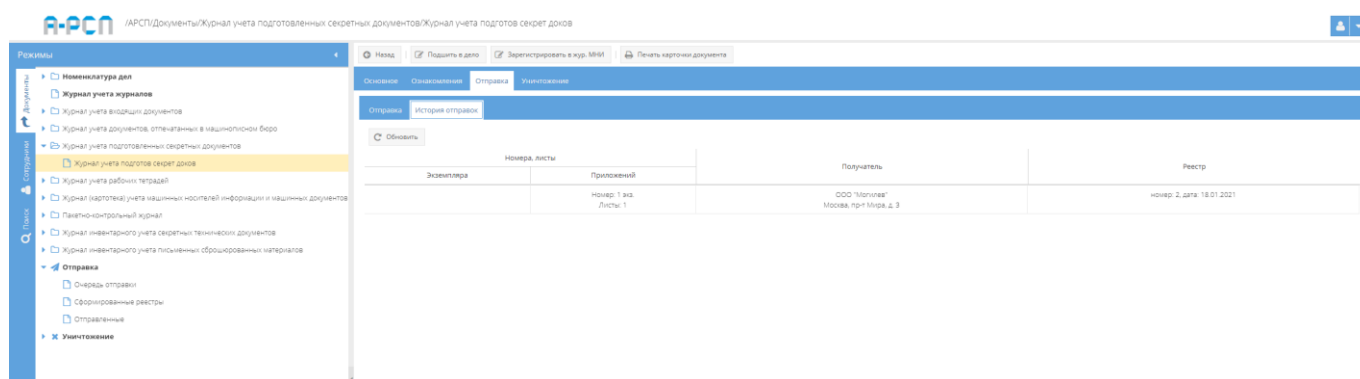 А-РСП
/АРСП/Документы/Журнал учета подготовленных секретных документов/Журнал учета подготов секрет доков
Режимы
Документы
Сотрудники
Поиск
Номенклатура дел
Журнал учета журналов
Журнал учета входящих документов
Журнал учета документов, отпечатанных в машинописном бюро
Журнал учета подготовленных секретных документов
Журнал учета подготов секрет доков
Журнал учета рабочих тетрадей
Журнал (картотека) учета машинных носителей информации и машинных документов
Пакетно-контрольный журнал
Журнал инвентарного учета секретных технических документов
Журнал инвентарного учета письменных сброшюрованных материалов
Отправка
Очередь отправки
Сформированные реестры
Отправленные
Уничтожение
Назад Подшить в дело Зарегистрировать в жур. МНИ Печать карточки документа
Основное Ознакомление Отправка Уничтожение
Отправка История отправок
Обновить
Номера, листы Получатель Реестр
Экземпляра Приложений
Номер: 1 экз.
Листы: 1
ООО "Могилев"
Москва, пр-т Мира, д. 3
номер: 2, дата: 18.01.2021